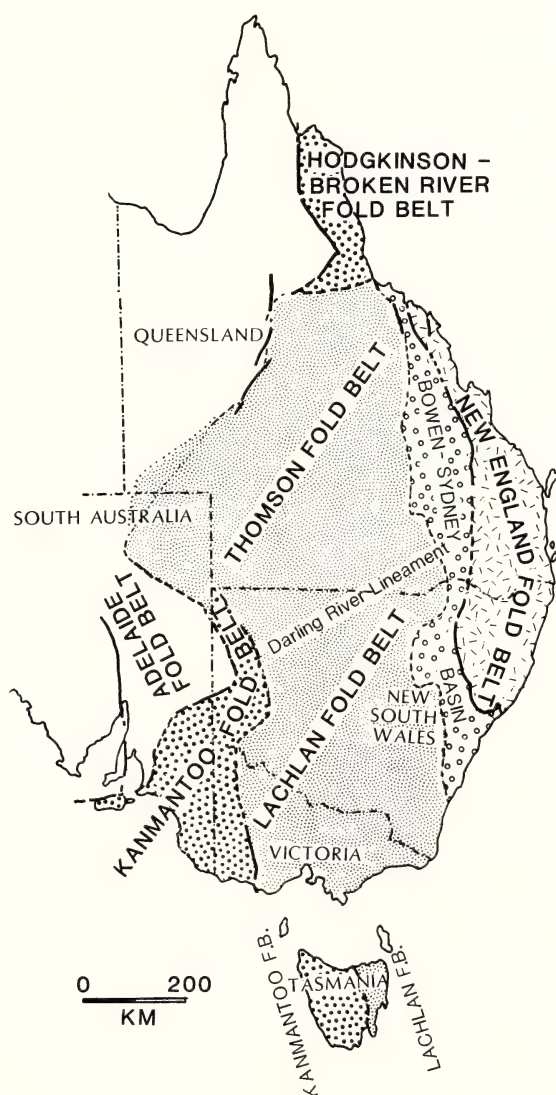 HODGKINSON –
BROKEN RIVER
FOLD BELT
QUEENSLAND
THOMSON FOLD BELT
BOWEN - SYDNEY
BASIN
NEW ENGLAND FOLD BELT
SOUTH AUSTRALIA
ADELAIDE
FOLD BELT
Darling River Lineament
KANMANTOO FOLD BELT
LACHLAN FOLD BELT
NEW
SOUTH
WALES
VICTORIA
0 200
KM
KANMANTOO F.B.
TASMANIA
LACHLAN F.B.